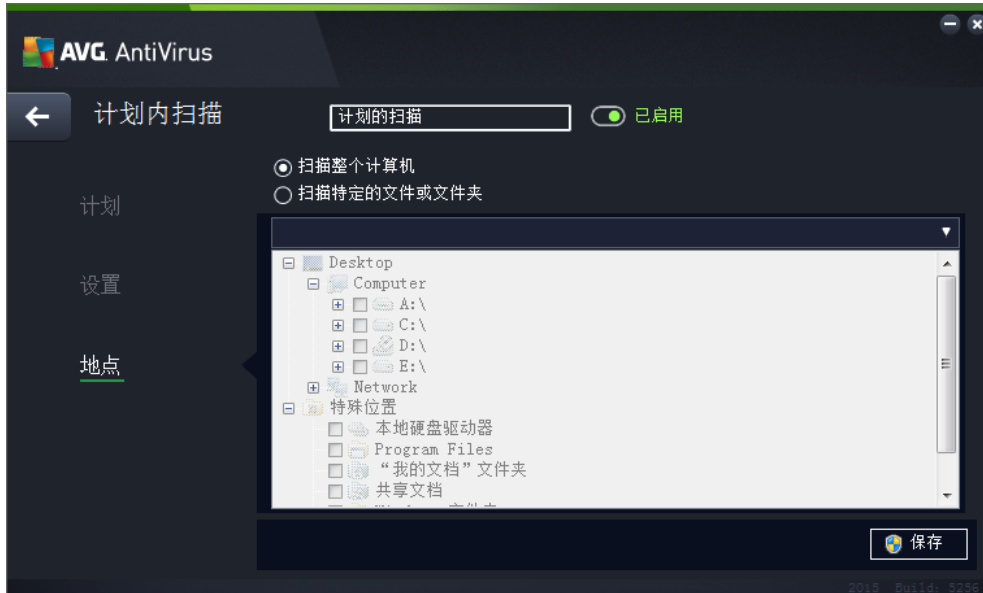 AVG. AntiVirus
计划内扫描
计划的扫描
已启用
扫描整个计算机
扫描特定的文件或文件夹
计划
设置
地点
Desktop
Computer
A:\
C:\
D:\
E:\
Network
特殊位置
本地硬盘驱动器
Program Files
“我的文档”文件夹
共享文档
保存
2015 Build: 5256